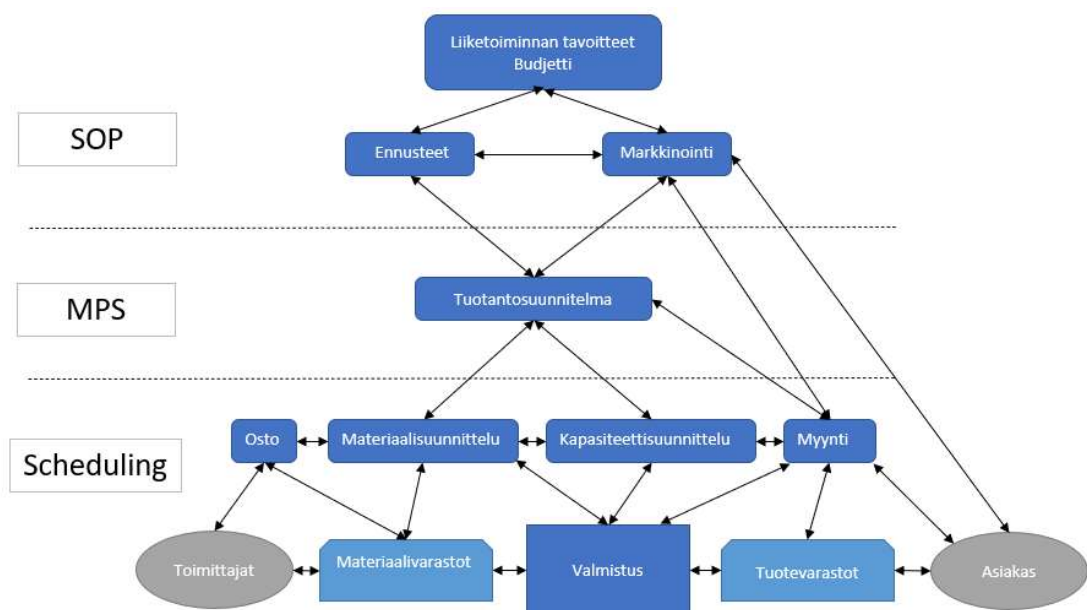 Liiketoiminnan tavoitteet
Budjetti
SOP
Ennusteet
Markkinointi
MPS
Tuotantosuunnitelma
Scheduling
Osto
Materiaalisuunnittelu
Kapasiteettisuunnittelu
Myynti
Toimittajat
Materiaalivarastot
Valmistus
Tuotevarastot
Asiakas